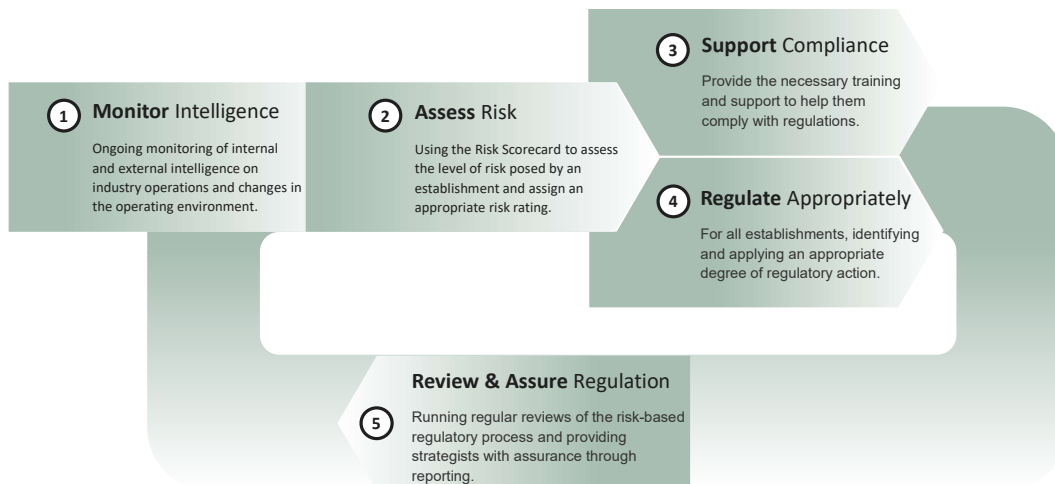 1
Monitor Intelligence
Ongoing monitoring of internal
and external intelligence on
industry operations and changes in
the operating environment.
2
Assess Risk
Using the Risk Scorecard to assess
the level of risk posed by an
establishment and assign an
appropriate risk rating.
3
Support Compliance
Provide the necessary training
and support to help them
comply with regulations.
4
Regulate Appropriately
For all establishments, identifying
and applying an appropriate
degree of regulatory action.
5
Review & Assure Regulation
Running regular reviews of the risk-based
regulatory process and providing
strategists with assurance through
reporting.